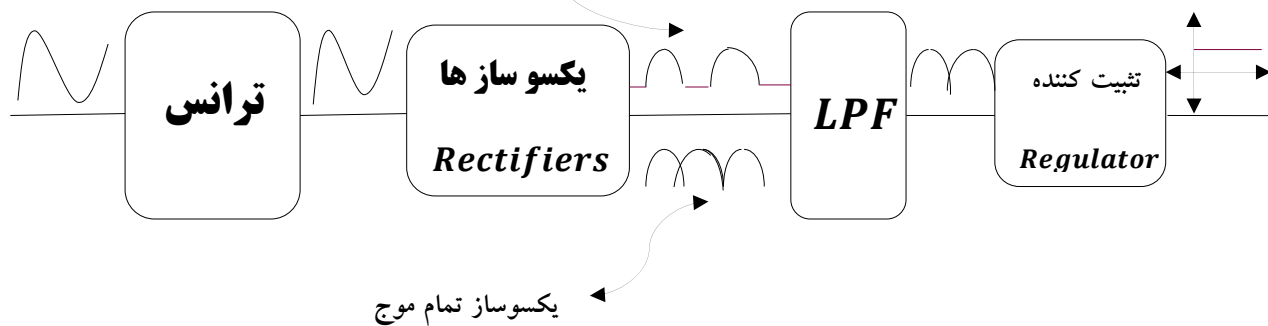 ترانس
یکسو ساز ها
Rectifiers
LPF
تثبیت کننده
Regulator
یکسوساز تمام موج